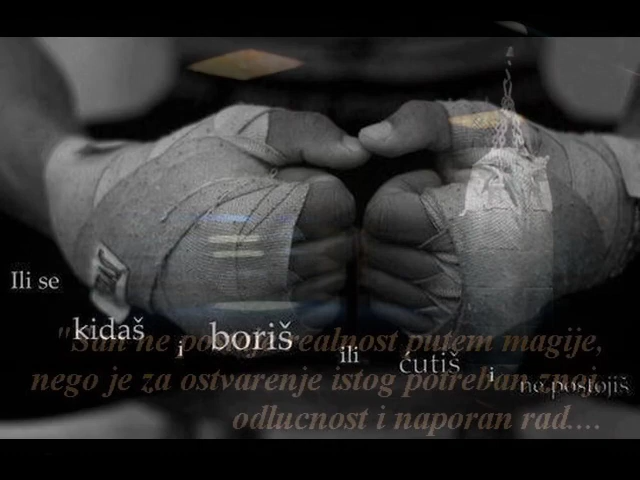 Ili se
kidaš i boriš ili ćutiš i ne postojiš
"San ne realnost putem magije,
nego je za ostvarenje istog potreban znoj,
odlucnost i naporan rad....